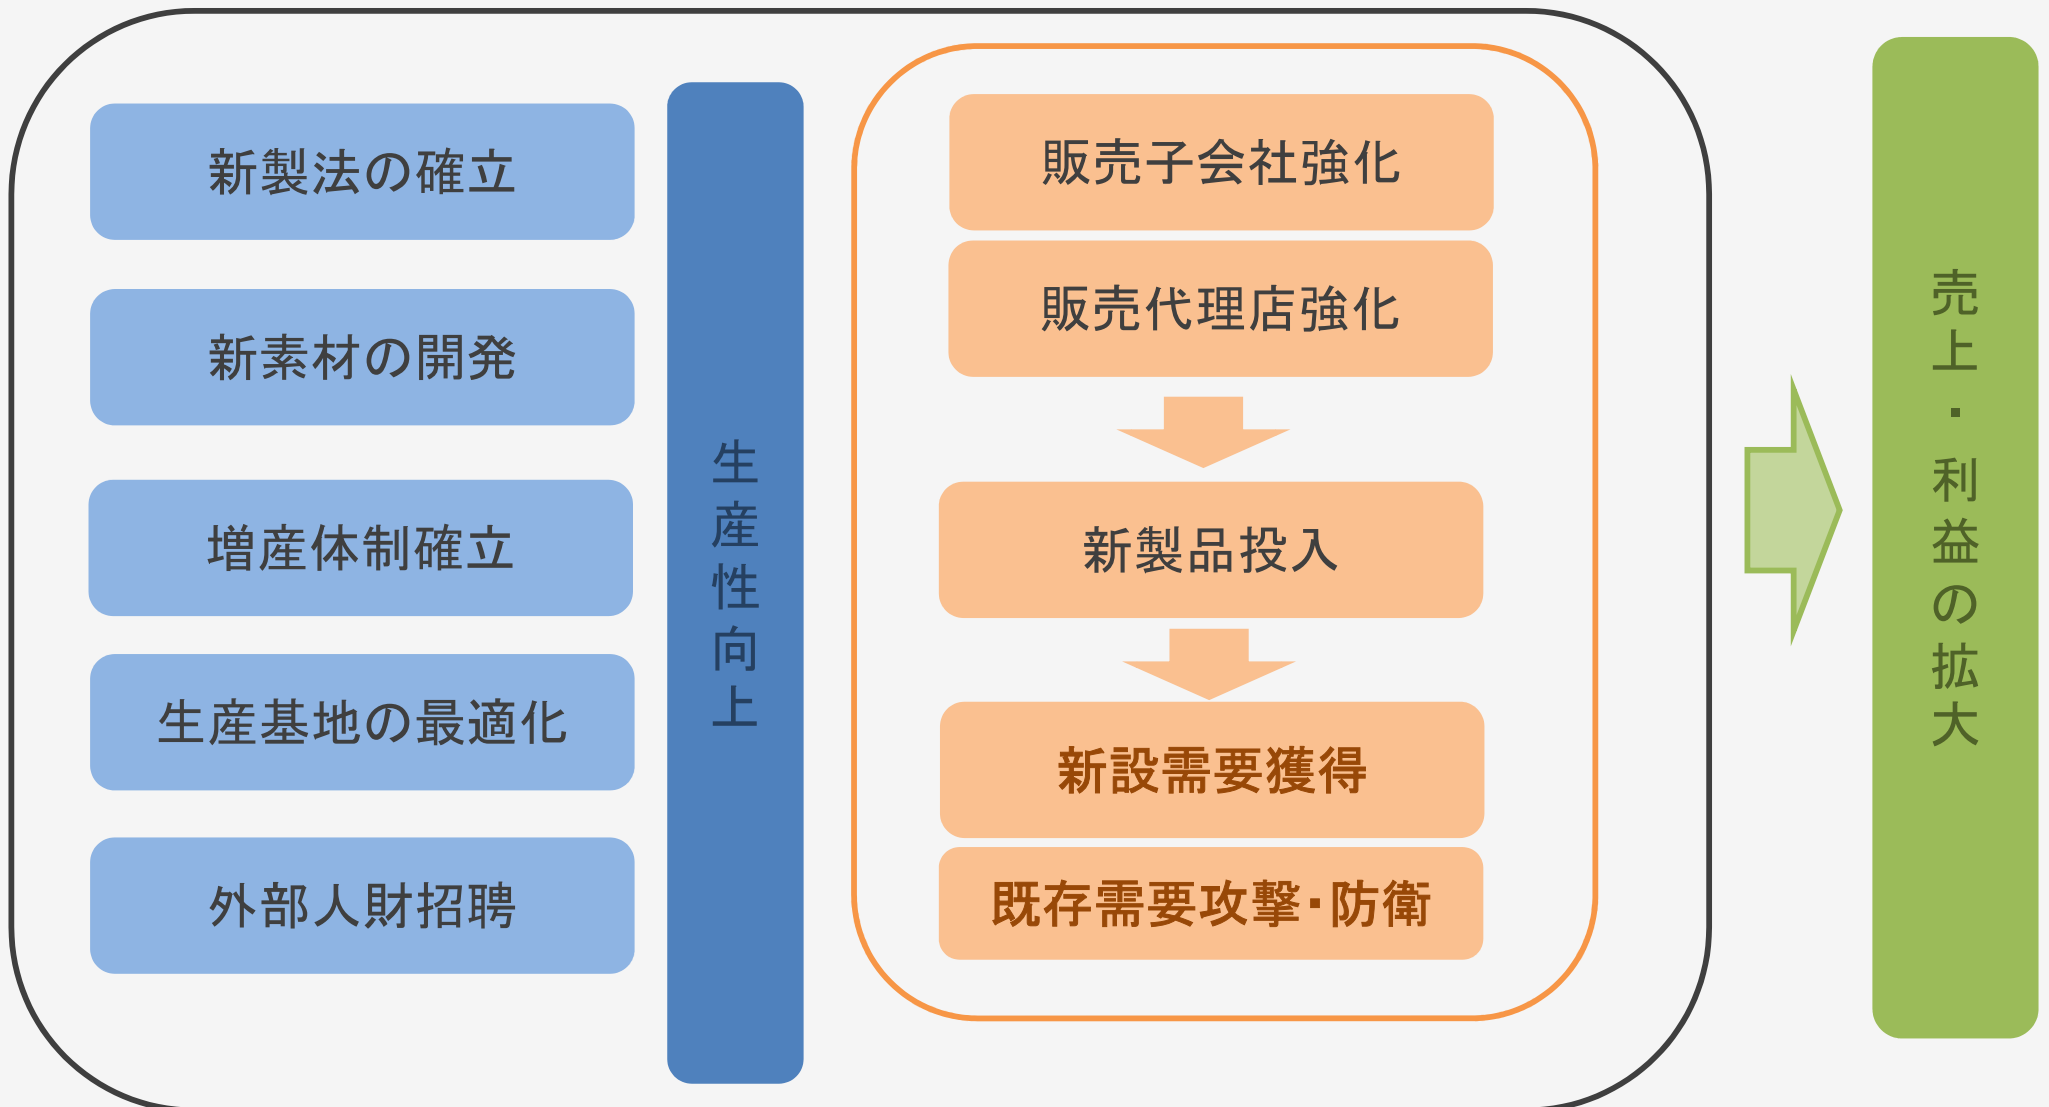 新製法の確立
新素材の開発
増産体制確立
生産基地の最適化
外部人財招聘
生産性向上
販売子会社強化
販売代理店強化
新製品投入
新設需要獲得
既存需要攻撃・防衛
売上・利益の拡大